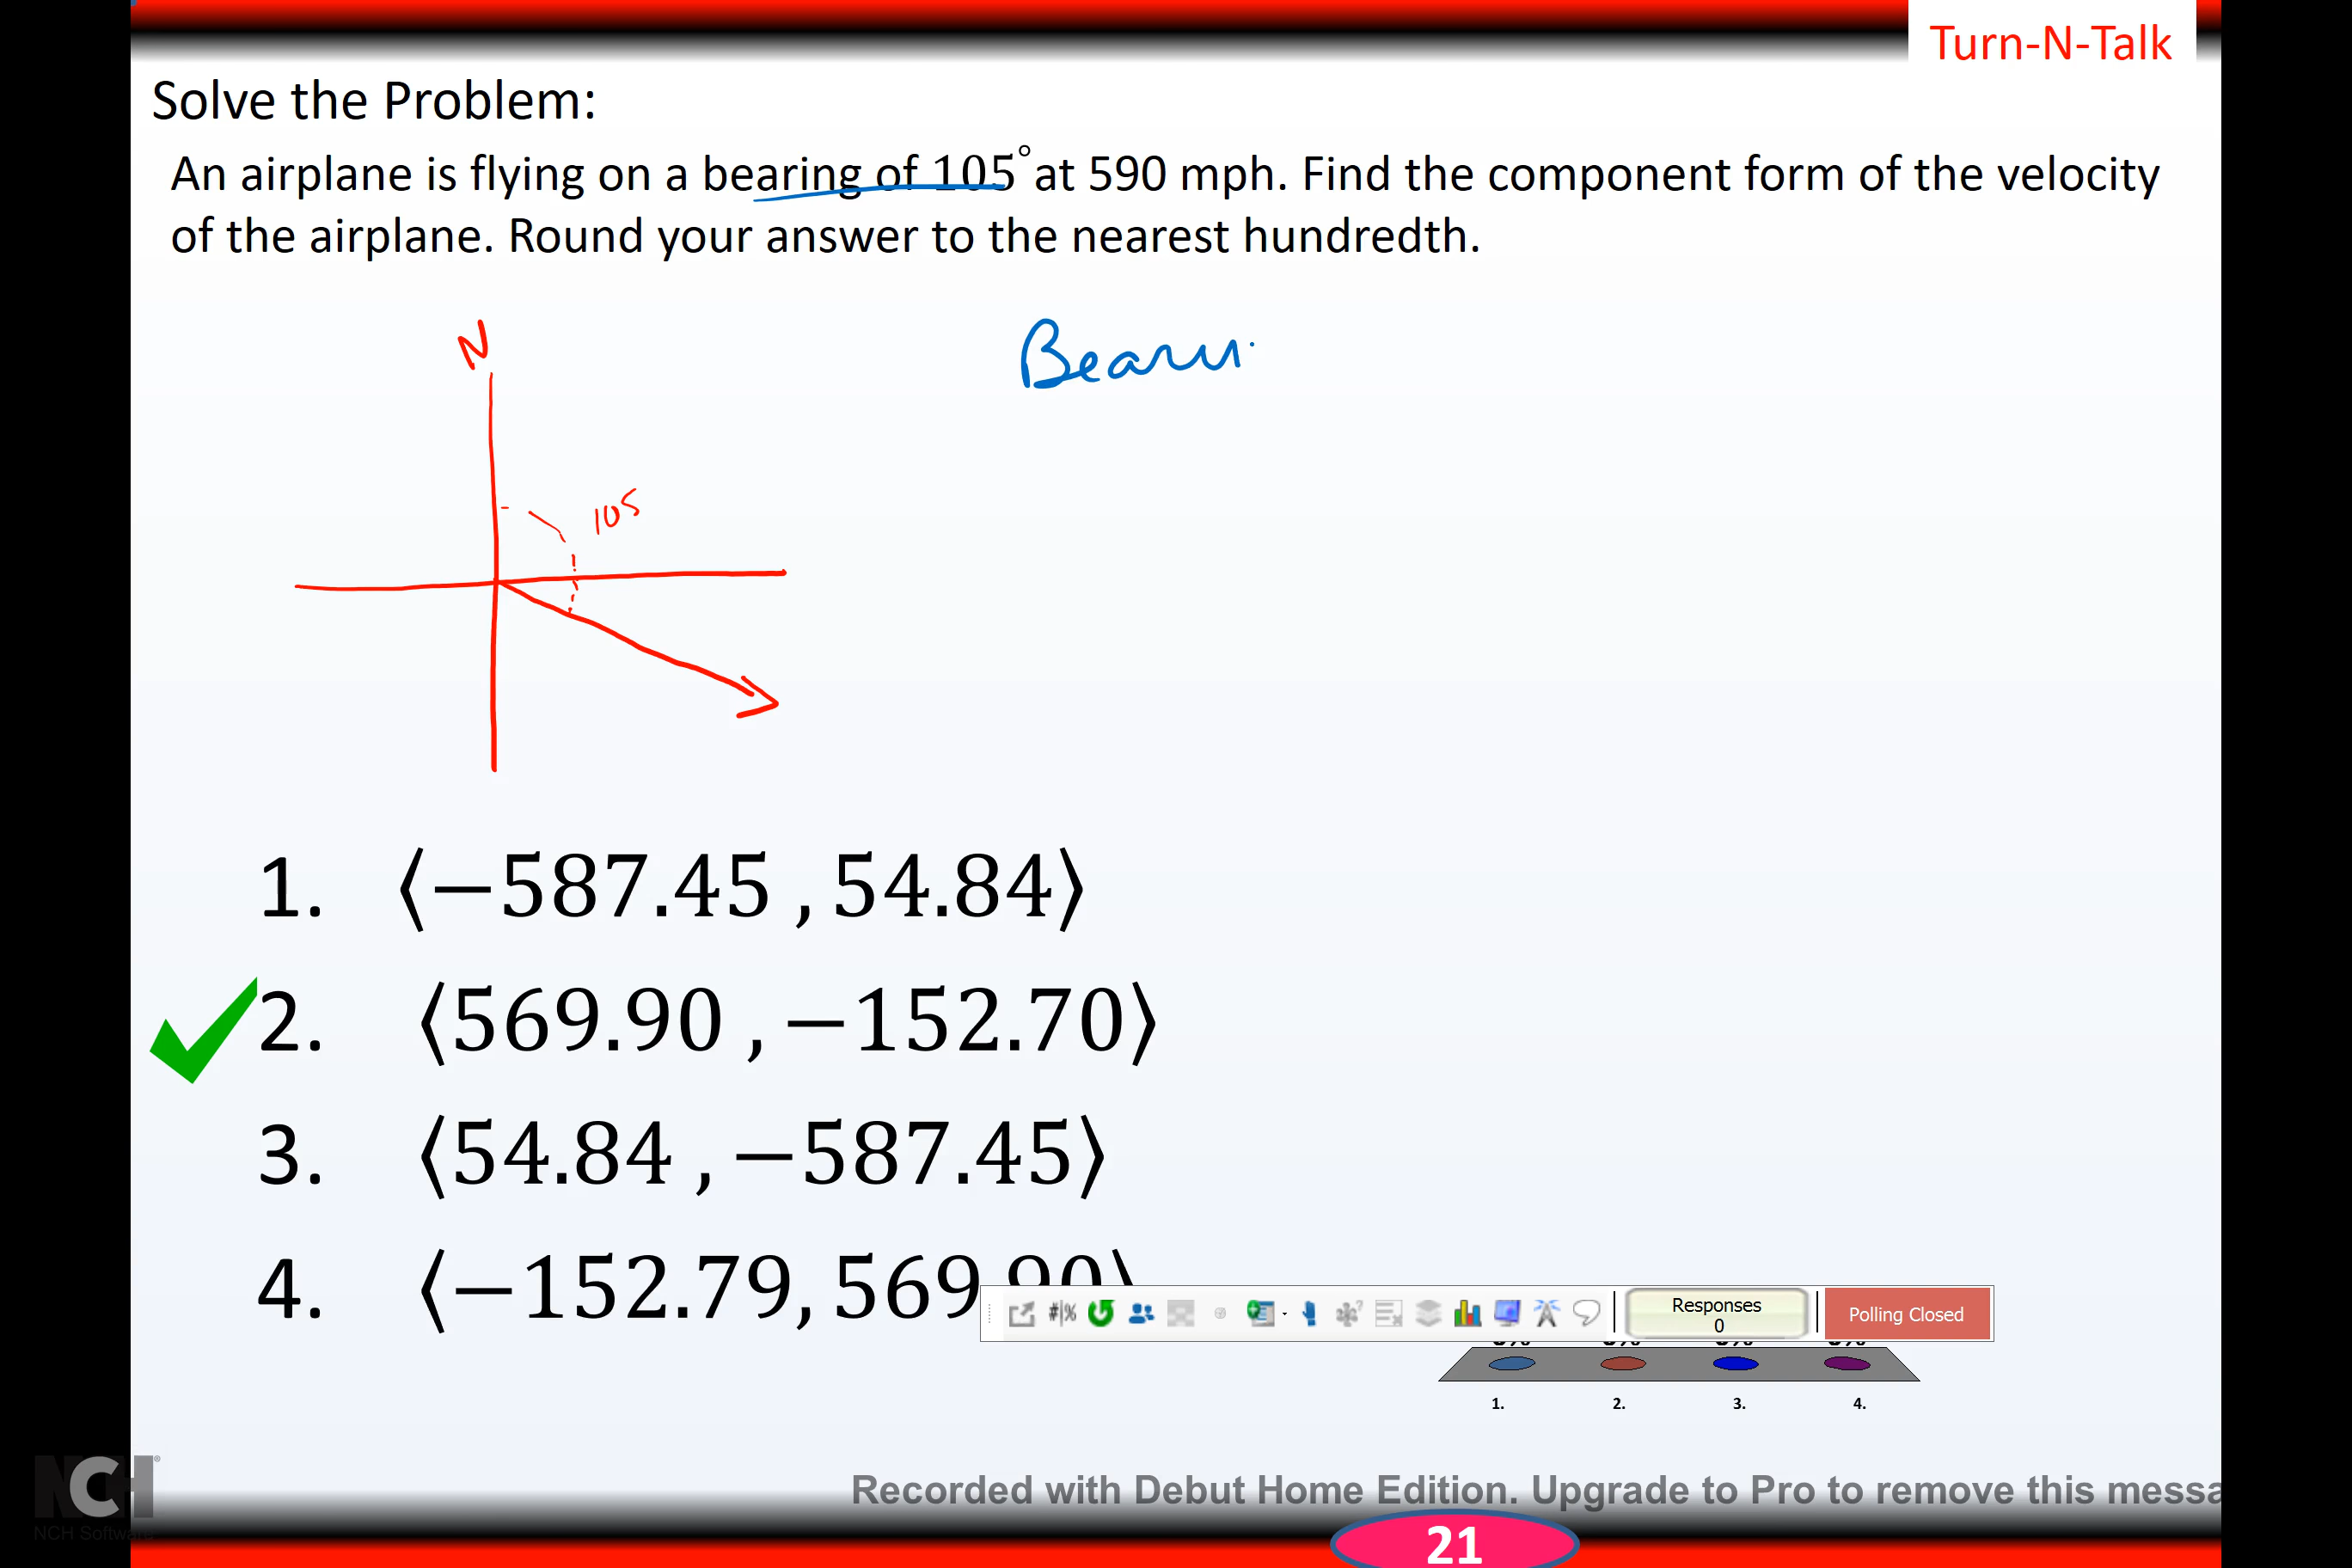 Turn-N-Talk
Solve the Problem:
An airplane is flying on a bearing of 105° at 590 mph. Find the component form of the velocity
of the airplane. Round your answer to the nearest hundredth.
N
105
1. ⟨−587.45 , 54.84⟩
2. ⟨569.90 , −152.70⟩
3. ⟨54.84 , −587.45⟩
4. ⟨−152.79, 569.90⟩
#|%
Responses
0
Polling Closed
1. 2. 3. 4.
NCH
NCH Software
Recorded with Debut Home Edition. Upgrade to Pro to remove this messa
21